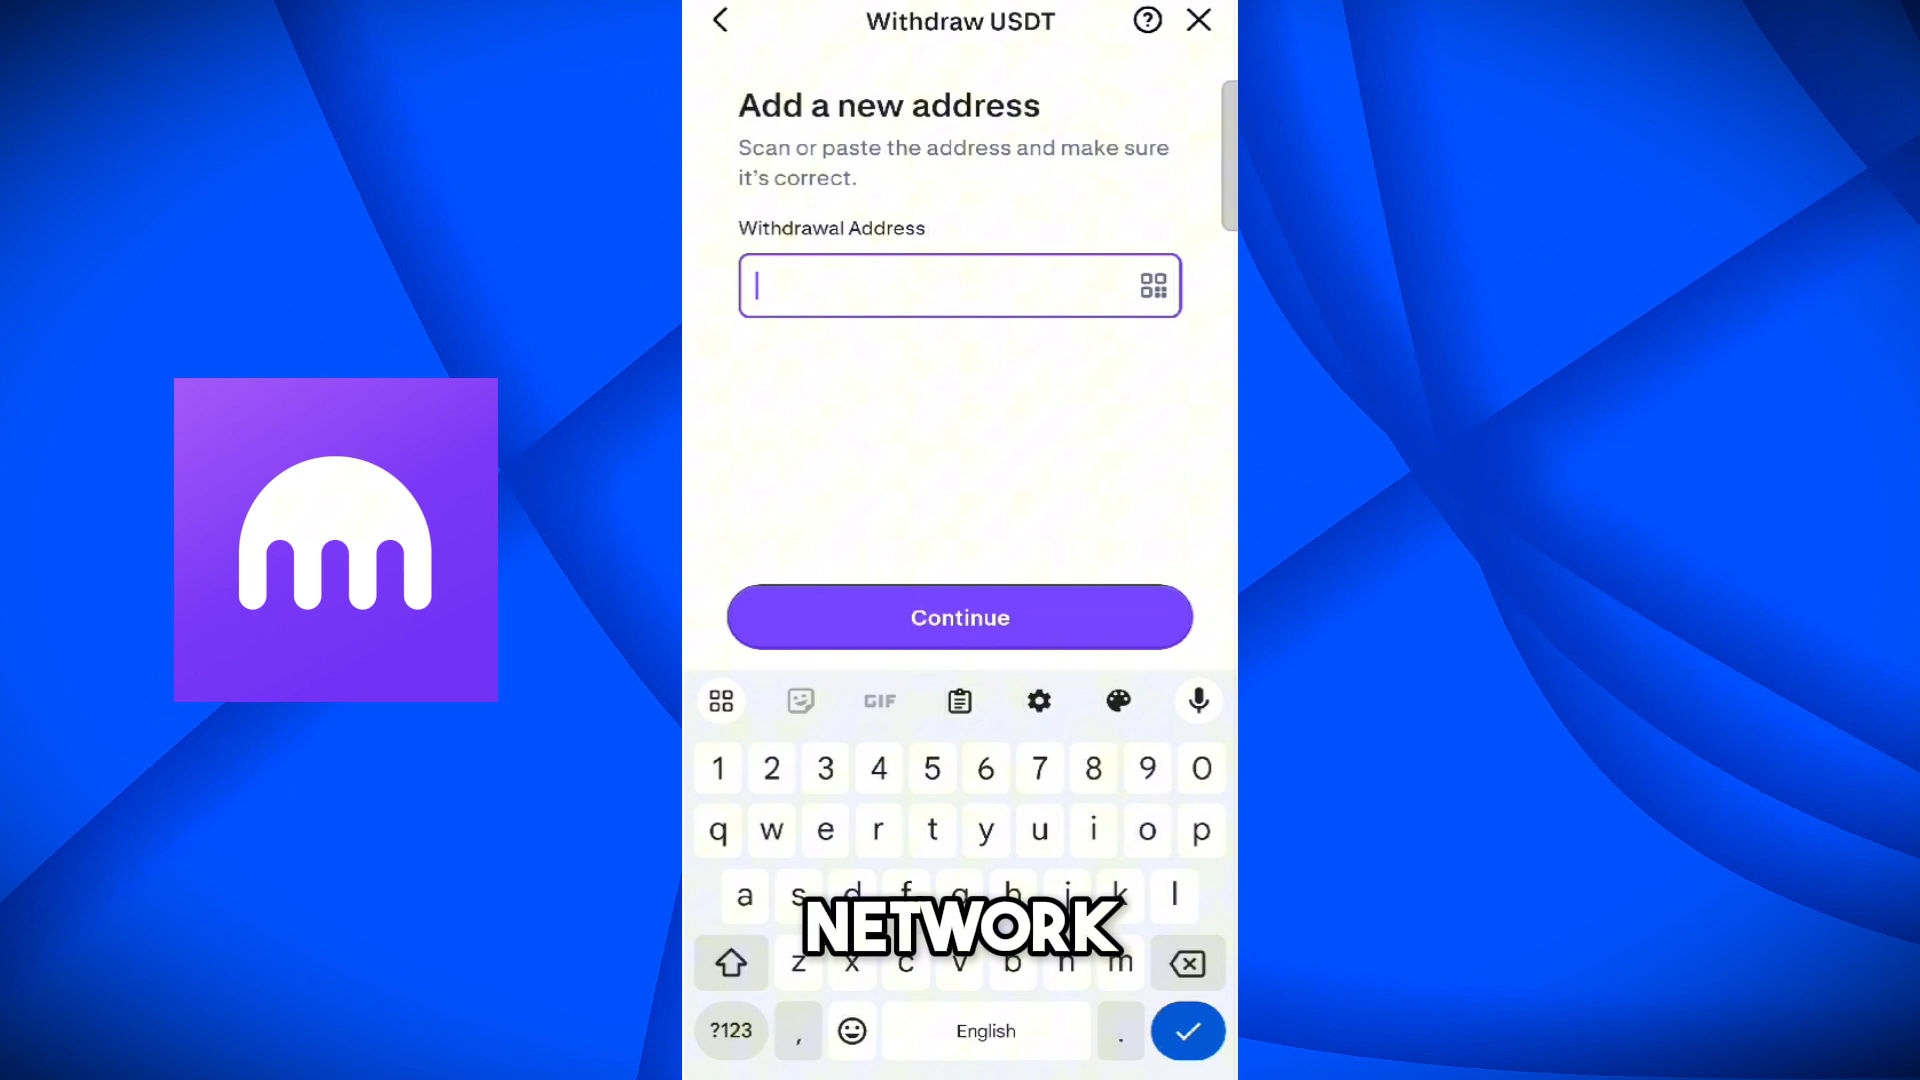 Withdraw USDT
Add a new address
Scan or paste the address and make sure
it's correct.
Withdrawal Address
Continue
GIF
1 2 3 4 5 6 7 8 9 0
q w e r t y u i o p
a s d f g h j k l
NETWORK
z x c v b n m
?123 , English .